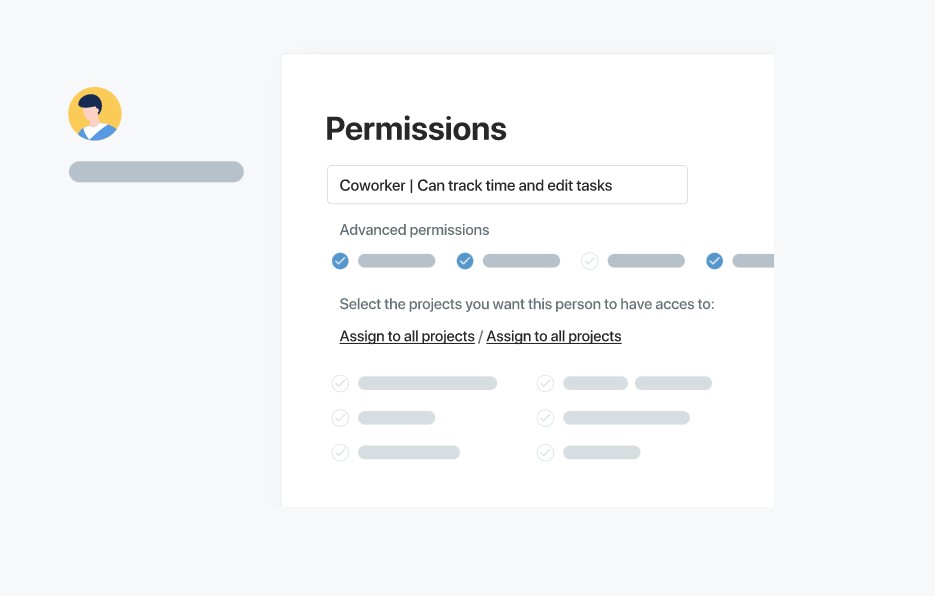 Permissions
Coworker | Can track time and edit tasks
Advanced permissions
Select the projects you want this person to have acces to:
Assign to all projects / Assign to all projects